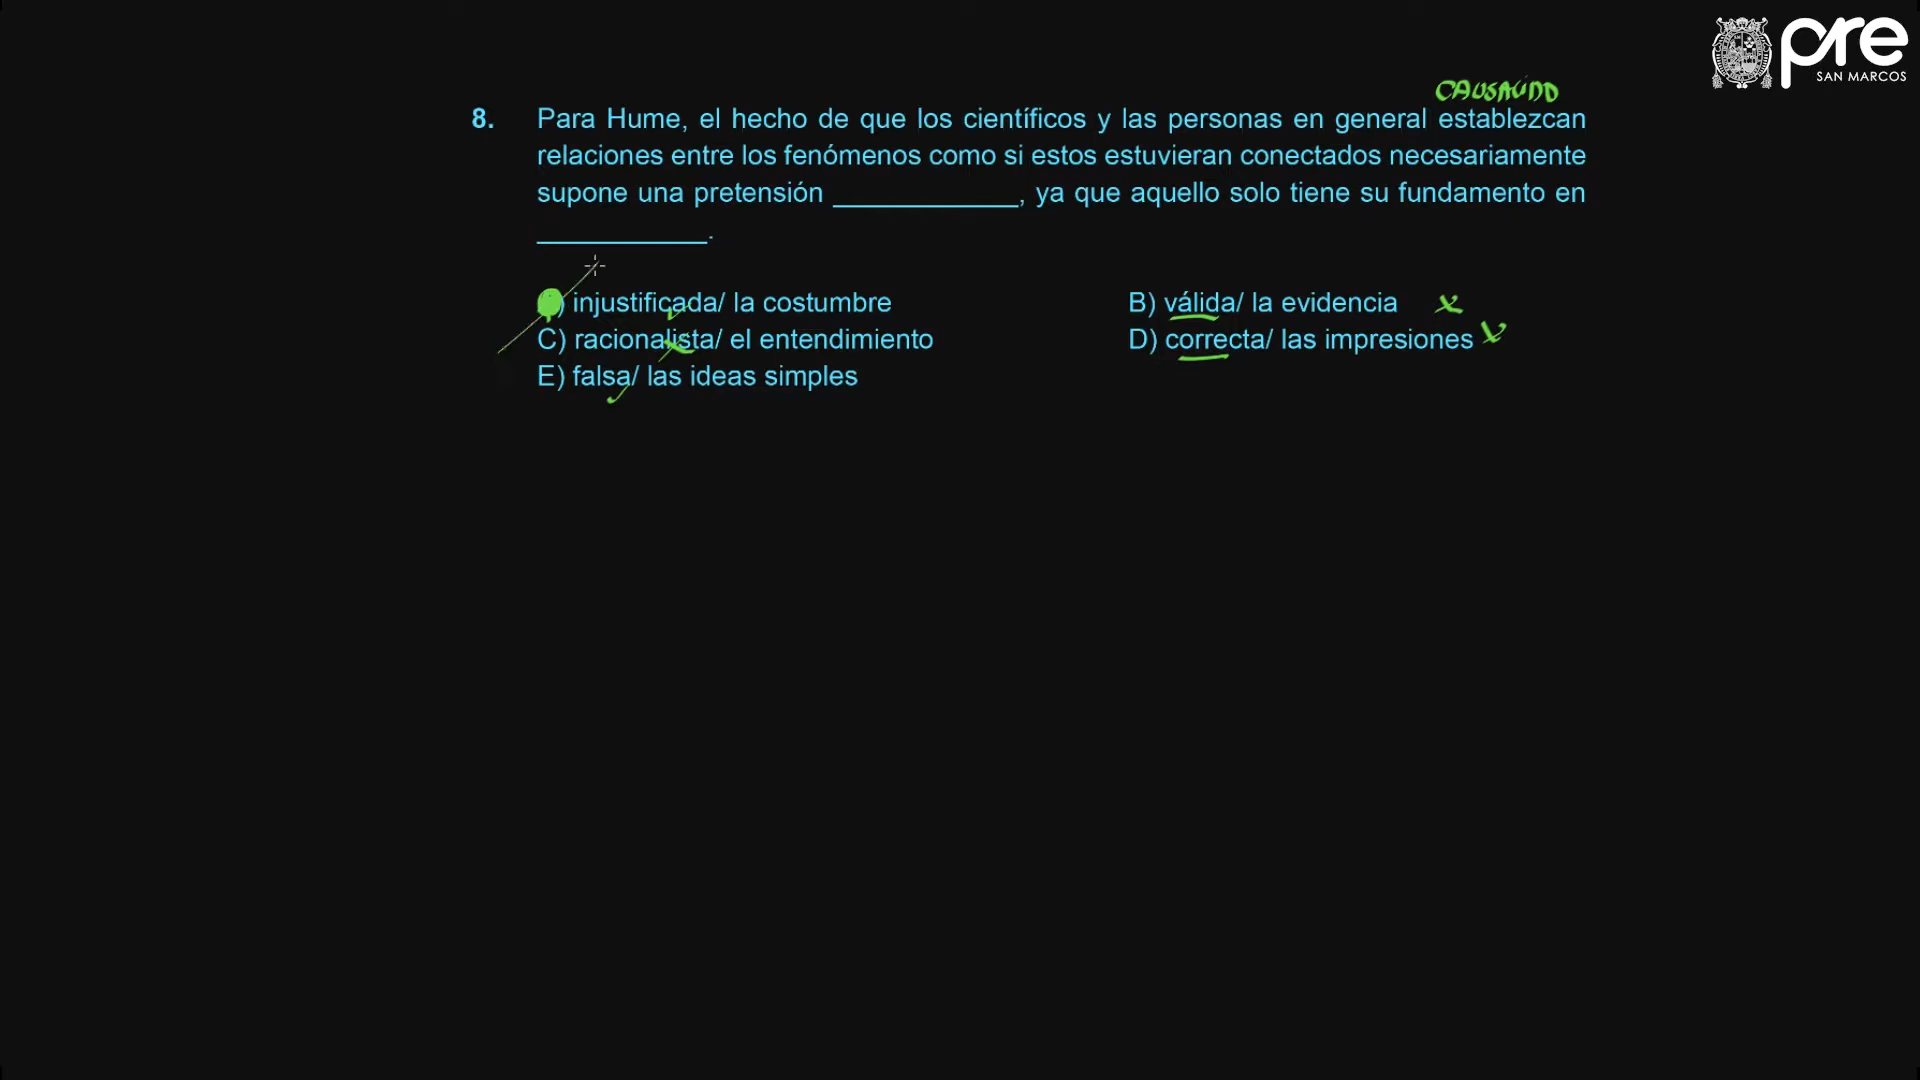 pre
SAN MARCOS
8. Para Hume, el hecho de que los científicos y las personas en general establezcan
relaciones entre los fenómenos como si estos estuvieran conectados necesariamente
supone una pretensión ____________, ya que aquello solo tiene su fundamento en
___________.
) injustificada/ la costumbre
B) válida/ la evidencia
C) racionalista/ el entendimiento
D) correcta/ las impresiones
E) falsa/ las ideas simples